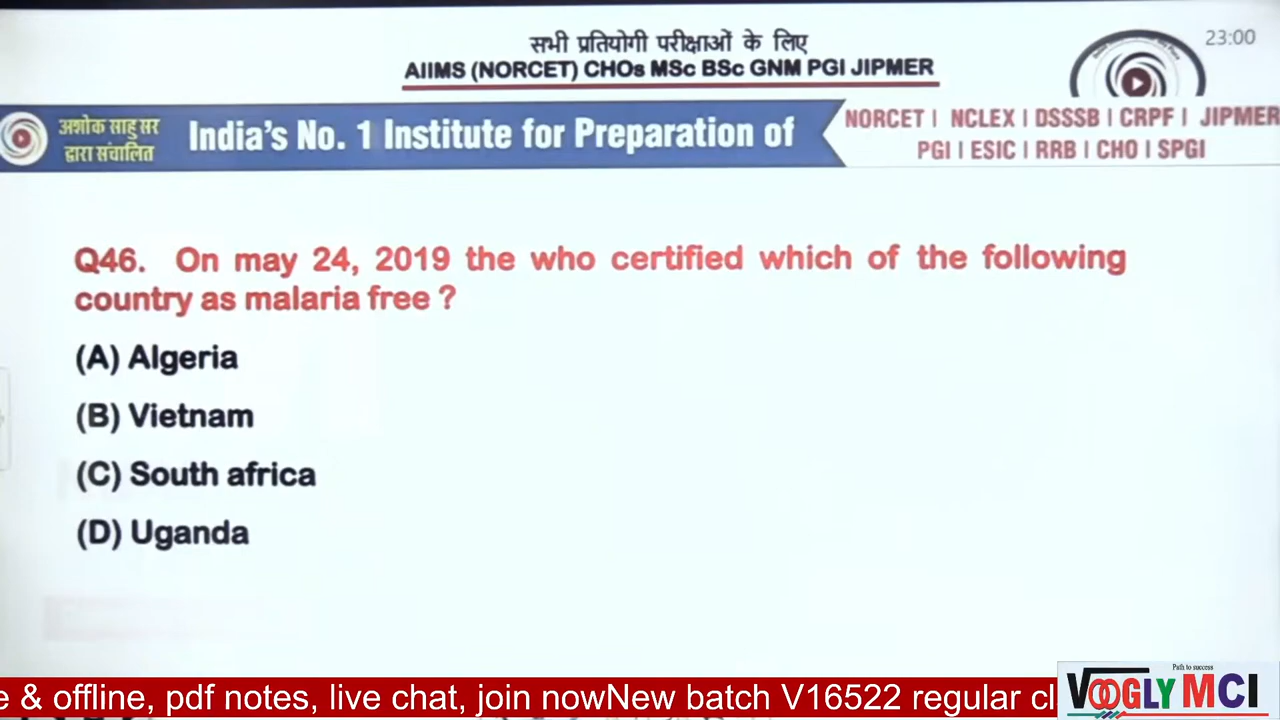 सभी प्रतियोगी परीक्षाओं के लिए
23:00
AIIMS (NORCET) CHOs MSc BSc GNM PGI JIPMER
अशोक साहु सर
द्वारा संचालित
India's No. 1 Institute for Preparation of
NORCET | NCLEX | DSSSB | CRPF | JIPMER
PGI | ESIC | RRB | CHO | SPGI
Q46. On may 24, 2019 the who certified which of the following
country as malaria free ?
(A) Algeria
(B) Vietnam
(C) South africa
(D) Uganda
Path to success
VOOGLY MCI
e & offline, pdf notes, live chat, join nowNew batch V16522 regular cl